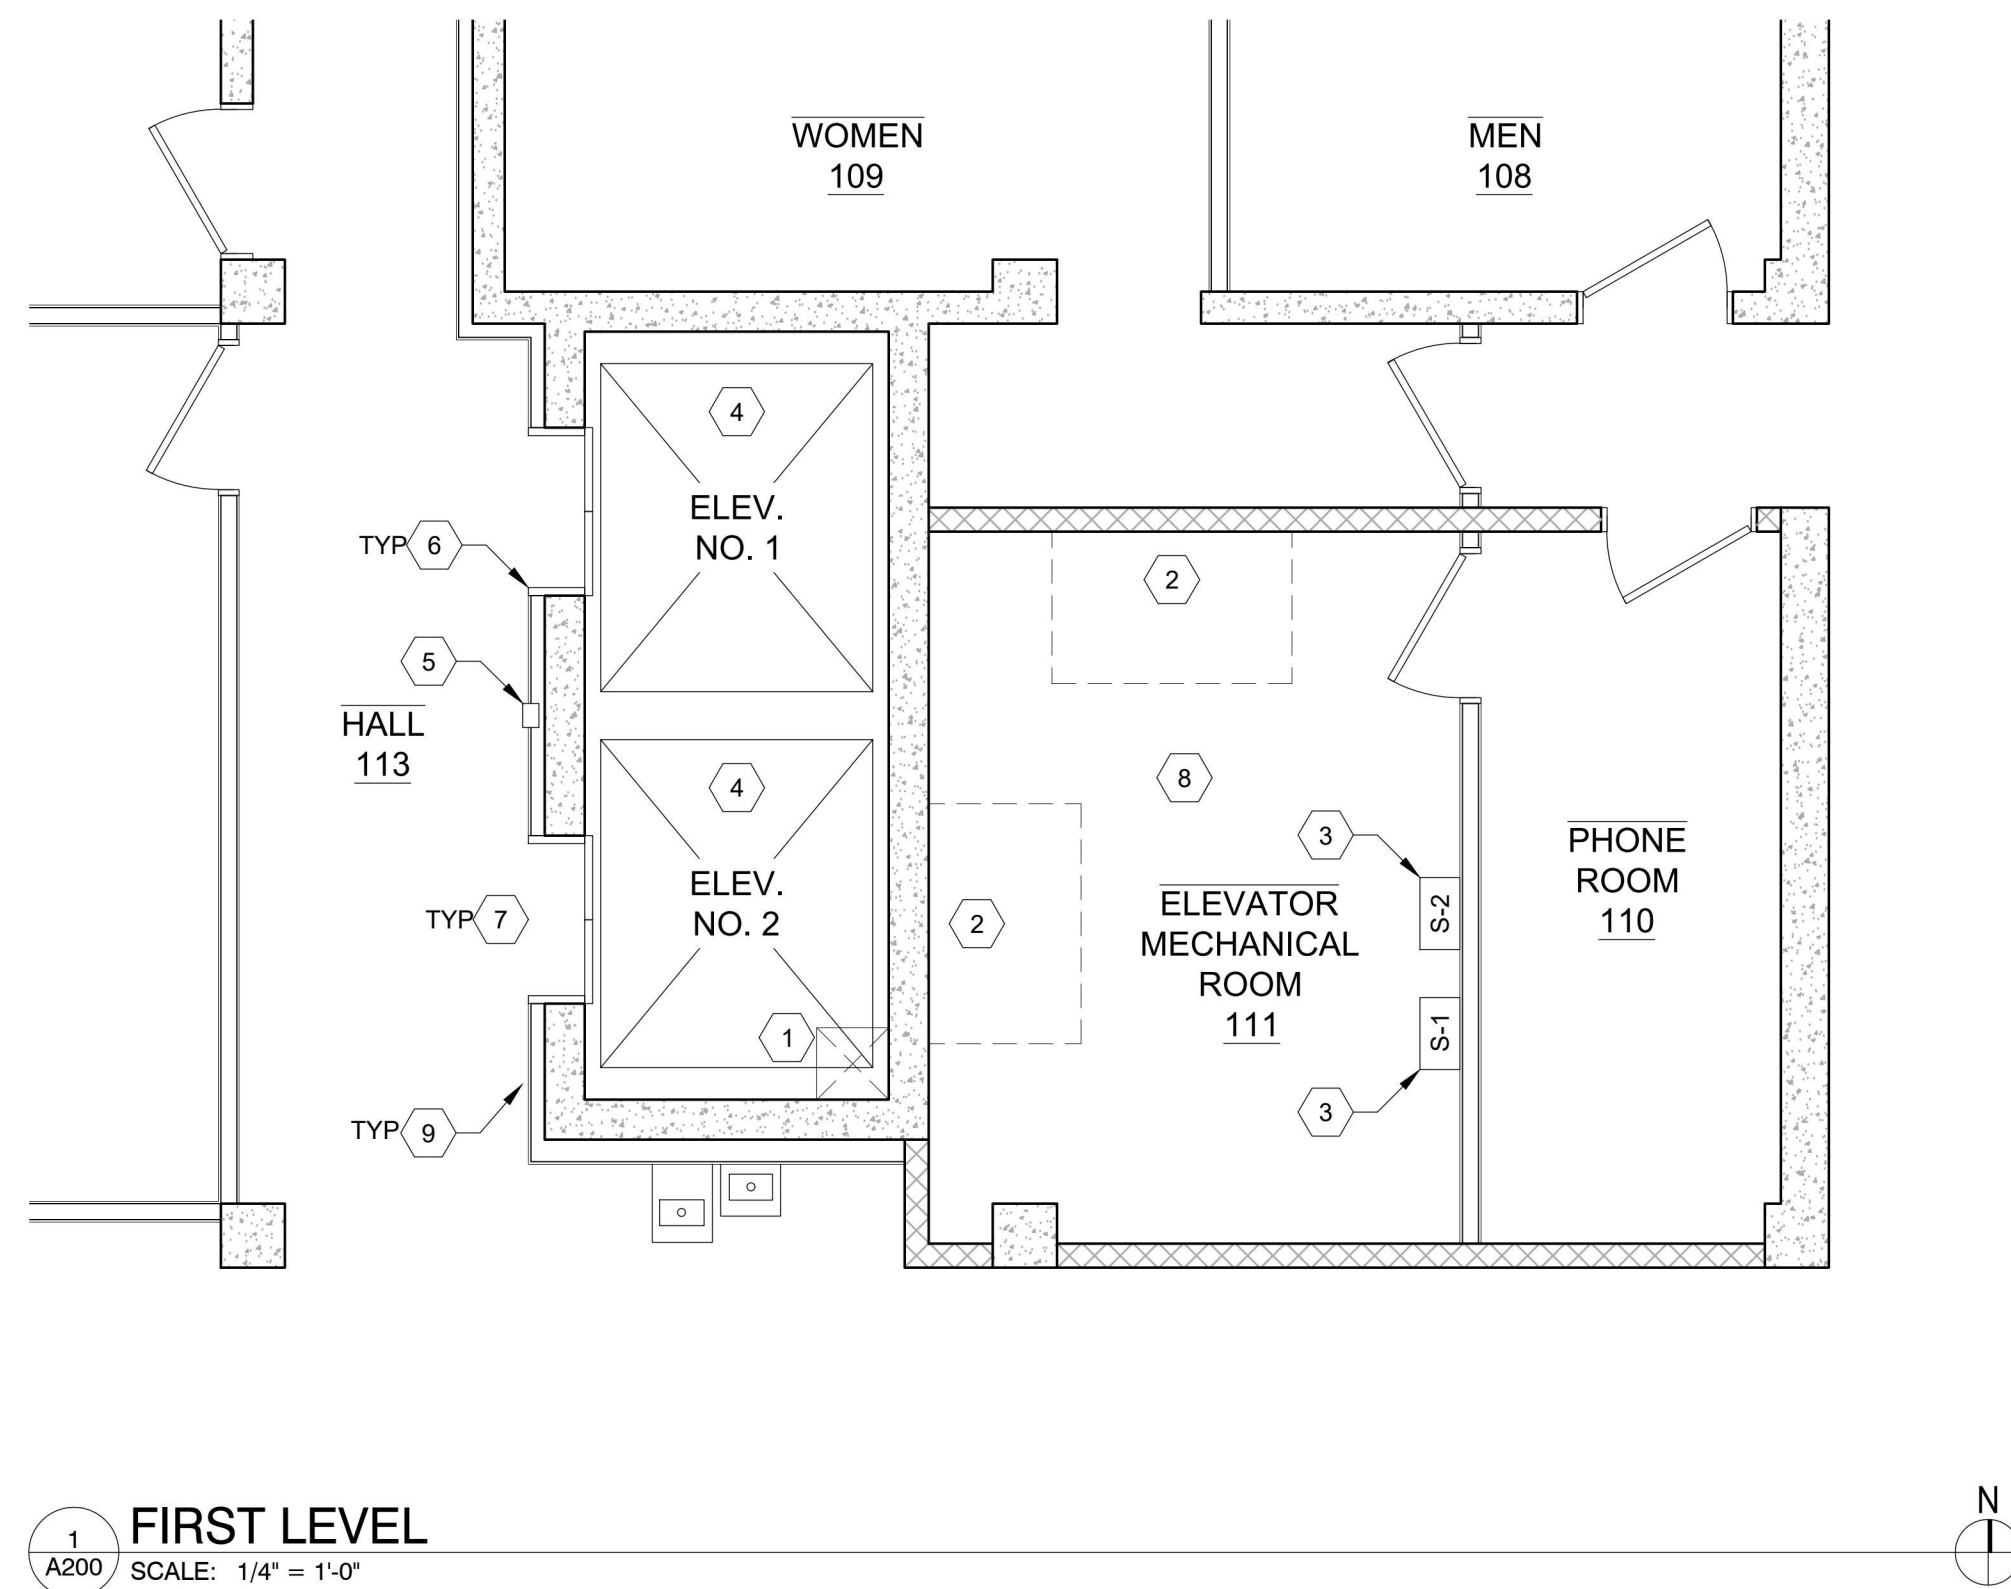 WOMEN
109
MEN
108
4
ELEV.
NO. 1
TYP 6
2
5
HALL
113
4
8
3
PHONE
ROOM
110
ELEV.
NO. 2
TYP 7
2
ELEVATOR
MECHANICAL
ROOM
111
S-2
S-1
1
3
TYP 9
1
A200
FIRST LEVEL
SCALE: 1/4" = 1'-0"
N